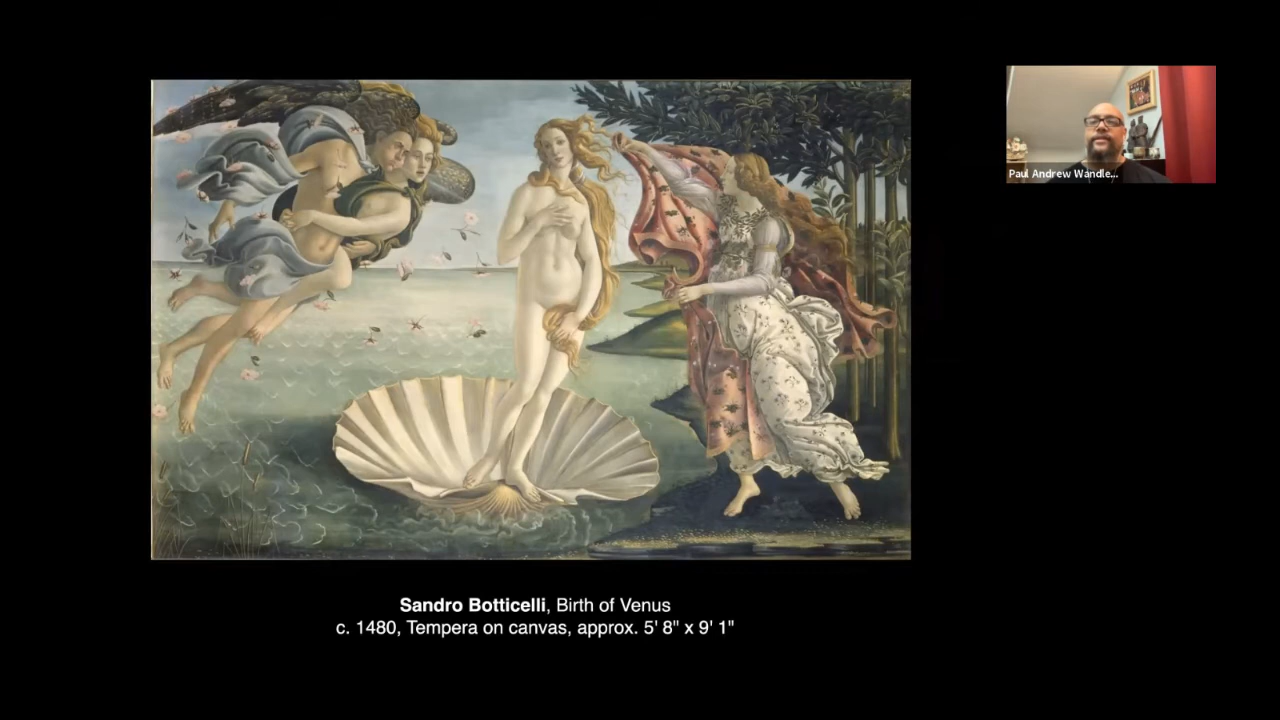 Paul Andrew Wandle...
Sandro Botticelli, Birth of Venus
c. 1480, Tempera on canvas, approx. 5' 8" x 9' 1"